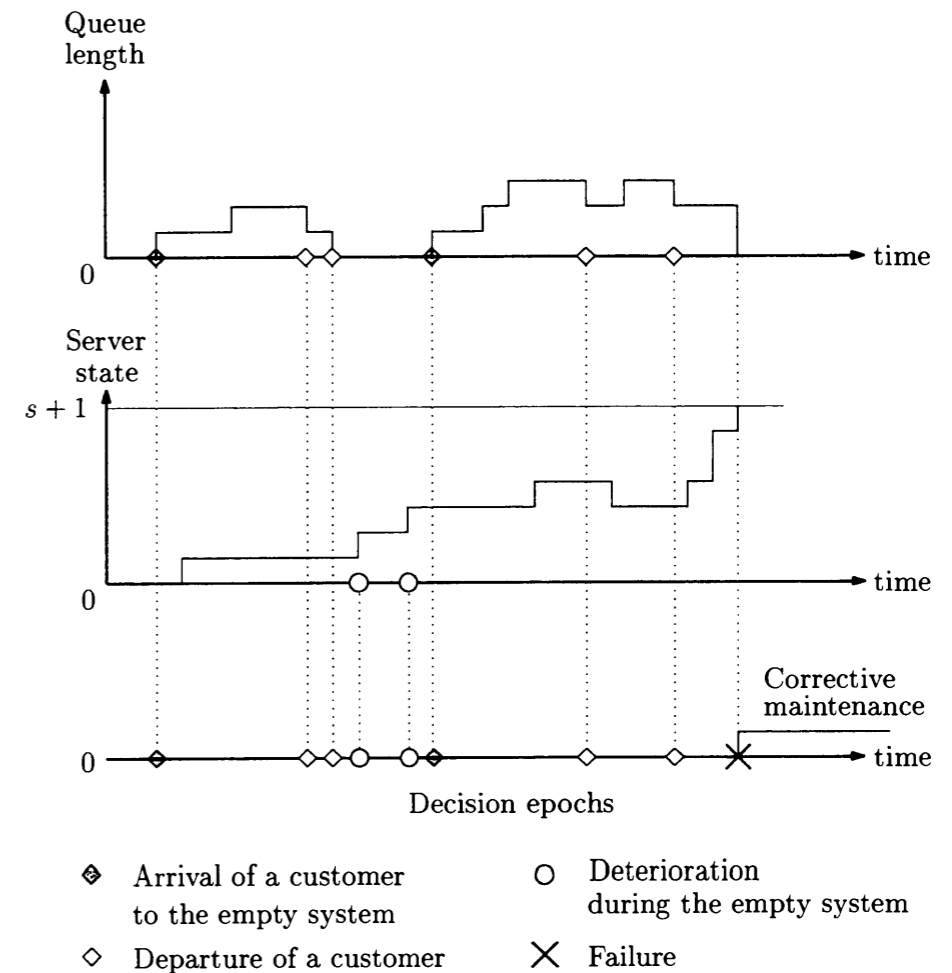 Queue
length
0
time
Server
state
s + 1
0
time
Corrective
maintenance
0
time
Decision epochs
Arrival of a customer
to the empty system
Departure of a customer
Deterioration
during the empty system
Failure